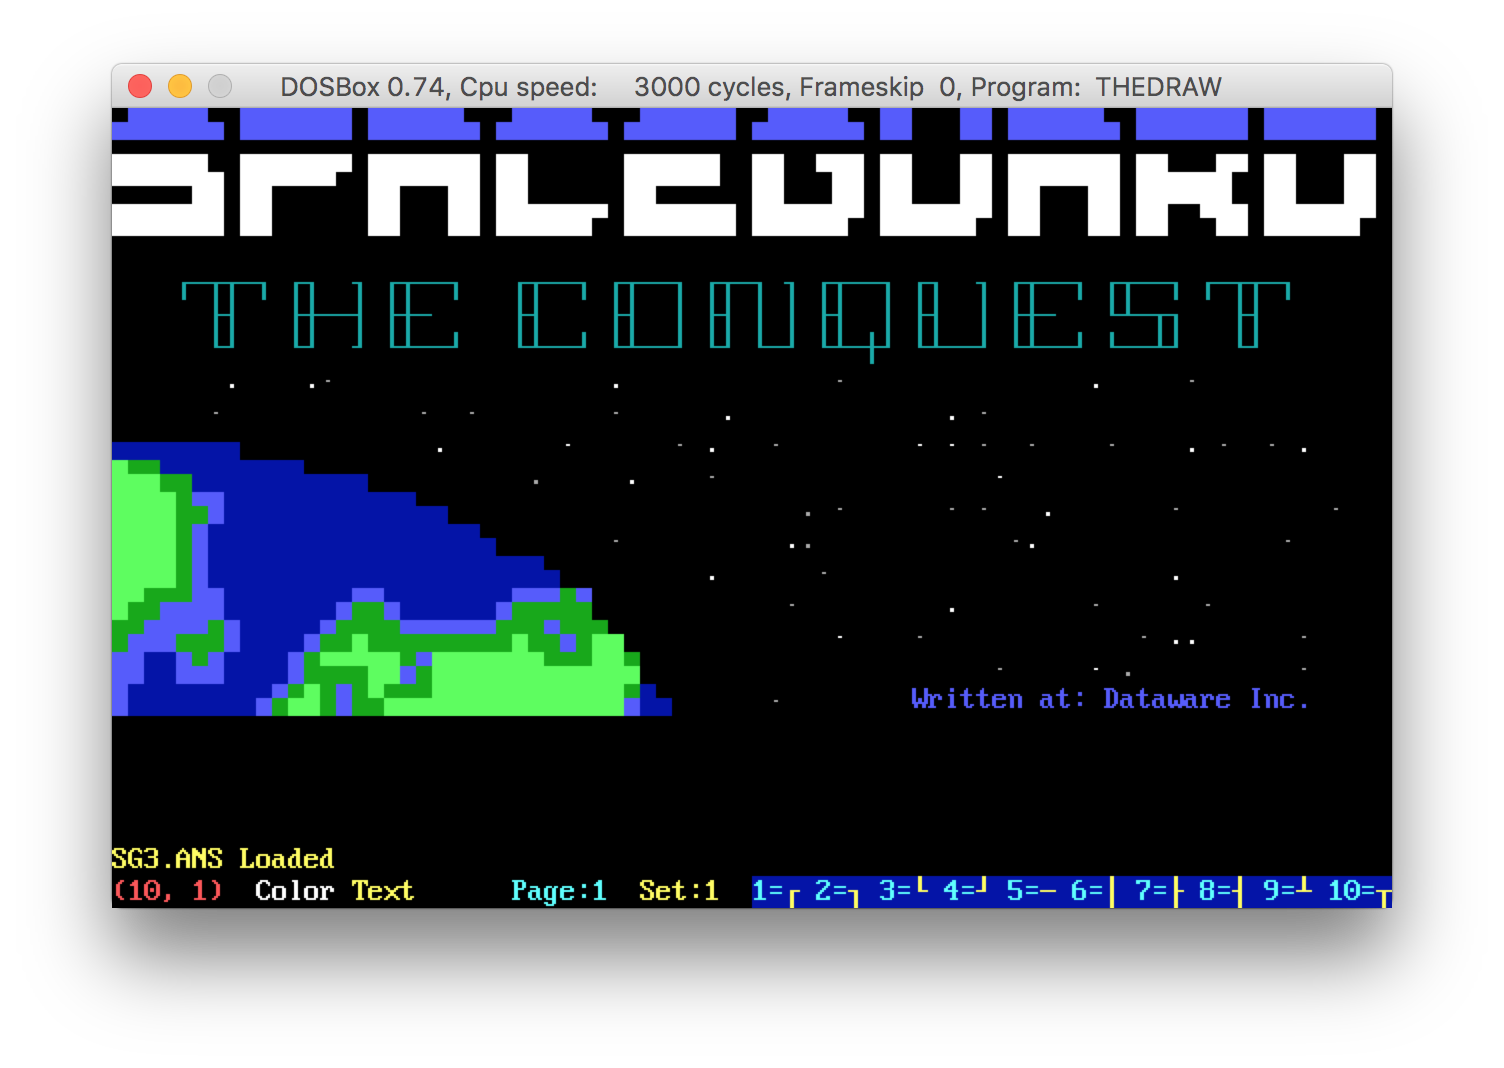 DOSBox 0.74, Cpu speed: 3000 cycles, Frameskip 0, Program: THEDRAW
SPACEGUARD
THE CONQUEST
Written at: Dataware Inc.
SG3.ANS Loaded
(10, 1) Color Text Page:1 Set:1 1=┌ 2=┐ 3=└ 4=┘ 5=─ 6=│ 7=├ 8=┤ 9=┴ 10=┬